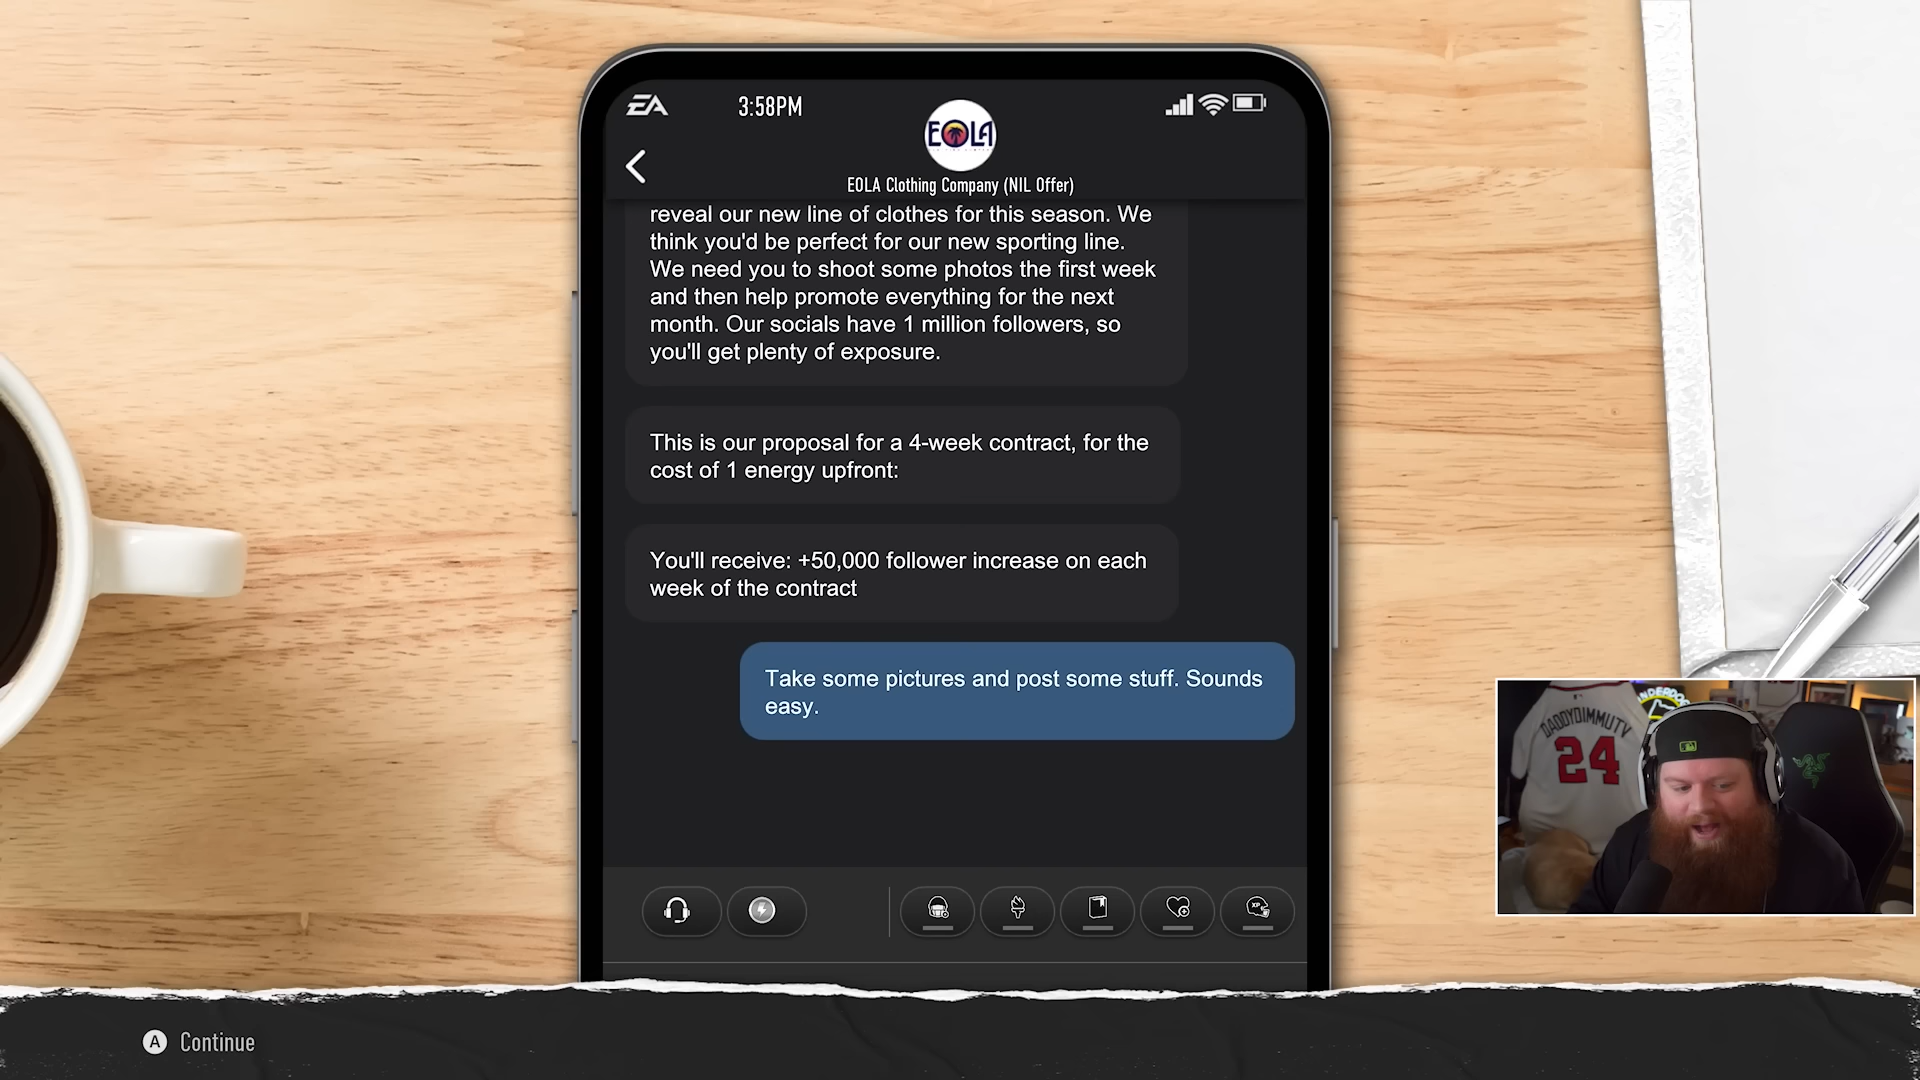 EA
3:58PM
EOLA
EOLA Clothing Company (NIL Offer)
reveal our new line of clothes for this season. We
think you'd be perfect for our new sporting line.
We need you to shoot some photos the first week
and then help promote everything for the next
month. Our socials have 1 million followers, so
you'll get plenty of exposure.
This is our proposal for a 4-week contract, for the
cost of 1 energy upfront:
You'll receive: +50,000 follower increase on each
week of the contract
Take some pictures and post some stuff. Sounds
easy.
XP
A Continue
DADDYDIMMUTV
24